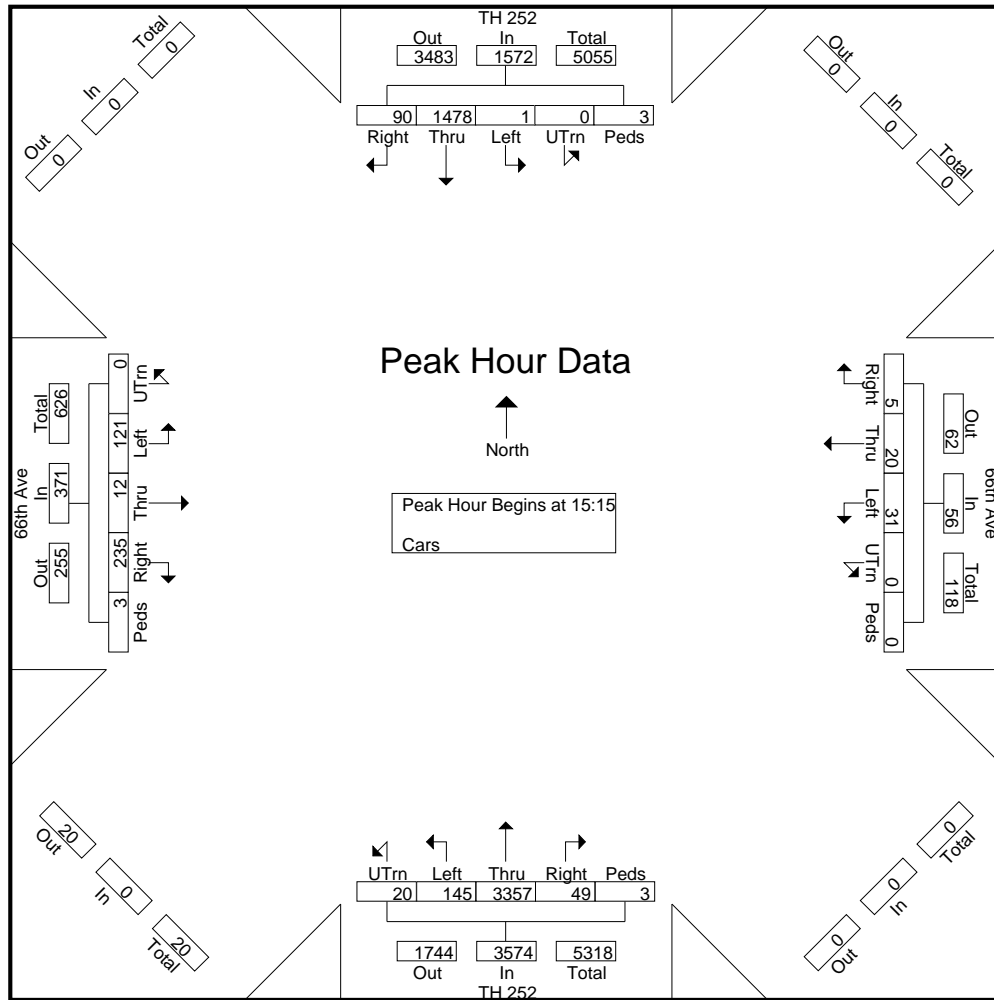 TH 252
Out In Total
3483 1572 5055
90 1478 1 0 3
Right Thru Left UTrn Peds
Total
0
In
0
Out
0
Out
0
In
0
Total
0
66th Ave
Total In Out
626 371 255
0 121 12 235 3
UTrn Left Thru Right Peds
Peak Hour Data
North
Peak Hour Begins at 15:15
Cars
Right Thru Left UTrn Peds
5 20 31 0 0
Out In Total
62 56 118
66th Ave
20
Out
0
In
20
Total
0
Total
0
In
0
Out
UTrn Left Thru Right Peds
20 145 3357 49 3
1744 3574 5318
Out In Total
TH 252